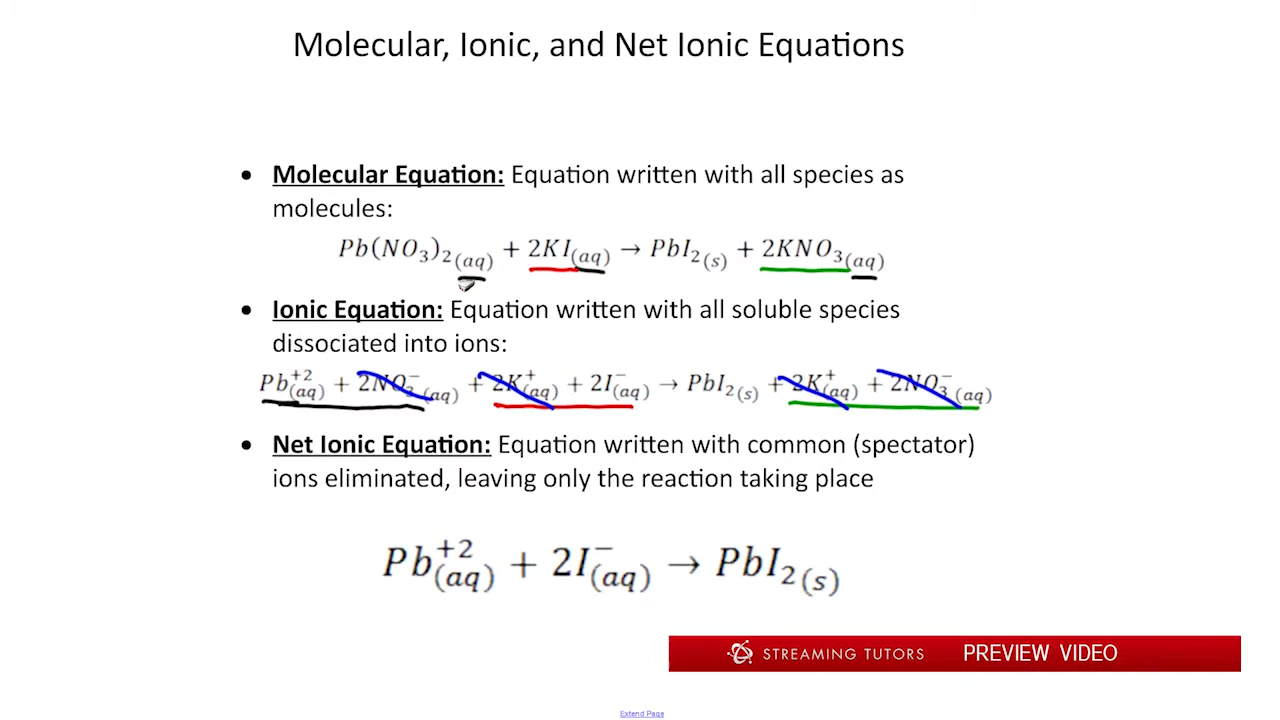 Molecular, Ionic, and Net Ionic Equations
• Molecular Equation: Equation written with all species as
molecules:
Pb(NO₃)₂₍aq₎ + 2KI₍aq₎ → PbI₂₍s₎ + 2KNO₃₍aq₎
• Ionic Equation: Equation written with all soluble species
dissociated into ions:
Pb⁺²₍aq₎ + 2NO₃⁻₍aq₎ + 2K⁺₍aq₎ + 2I⁻₍aq₎ → PbI₂₍s₎ + 2K⁺₍aq₎ + 2NO₃⁻₍aq₎
• Net Ionic Equation: Equation written with common (spectator)
ions eliminated, leaving only the reaction taking place
Pb⁺²₍aq₎ + 2I⁻₍aq₎ → PbI₂₍s₎
STREAMING TUTORS PREVIEW VIDEO
Extend Page